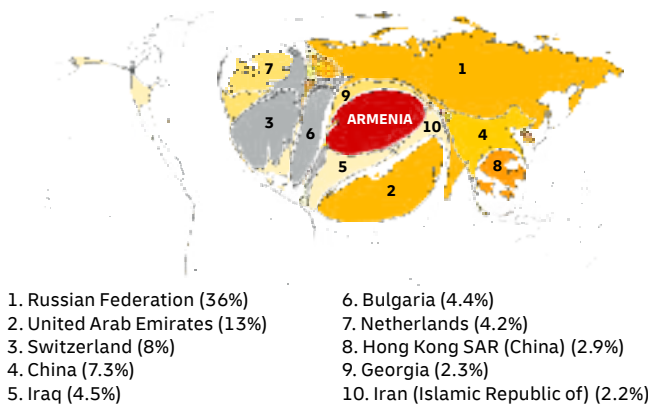 7
1
9
ARMENIA
3
6
10
4
5
8
2
1. Russian Federation (36%)
2. United Arab Emirates (13%)
3. Switzerland (8%)
4. China (7.3%)
5. Iraq (4.5%)
6. Bulgaria (4.4%)
7. Netherlands (4.2%)
8. Hong Kong SAR (China) (2.9%)
9. Georgia (2.3%)
10. Iran (Islamic Republic of) (2.2%)